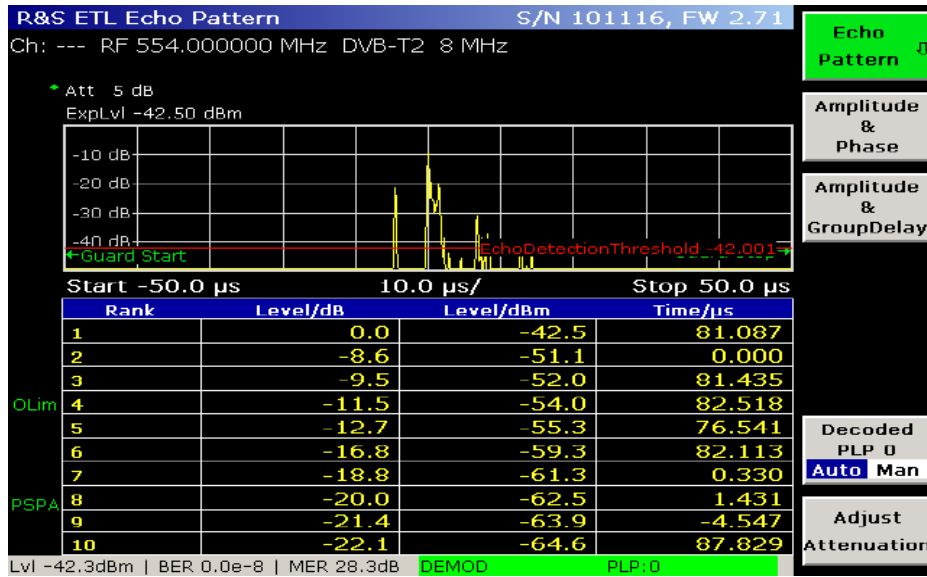 R&S ETL Echo Pattern S/N 101116, FW 2.71
Ch: --- RF 554.000000 MHz DVB-T2 8 MHz
Att 5 dB
ExpLvl -42.50 dBm
-10 dB
-20 dB
-30 dB
-40 dB
EchoDetectionThreshold -42.001
Guard Start
Start -50.0 µs 10.0 µs/ Stop 50.0 µs
Rank Level/dB Level/dBm Time/µs
1 0.0 -42.5 81.087
2 -8.6 -51.1 0.000
3 -9.5 -52.0 81.435
OLim 4 -11.5 -54.0 82.518
5 -12.7 -55.3 76.541
6 -16.8 -59.3 82.113
7 -18.8 -61.3 0.330
PSPA 8 -20.0 -62.5 1.431
9 -21.4 -63.9 -4.547
10 -22.1 -64.6 87.829
Lvl -42.3dBm | BER 0.0e-8 | MER 28.3dB DEMOD PLP:0
Echo
Pattern
Amplitude
&
Phase
Amplitude
&
GroupDelay
Decoded
PLP 0
Auto Man
Adjust
Attenuation